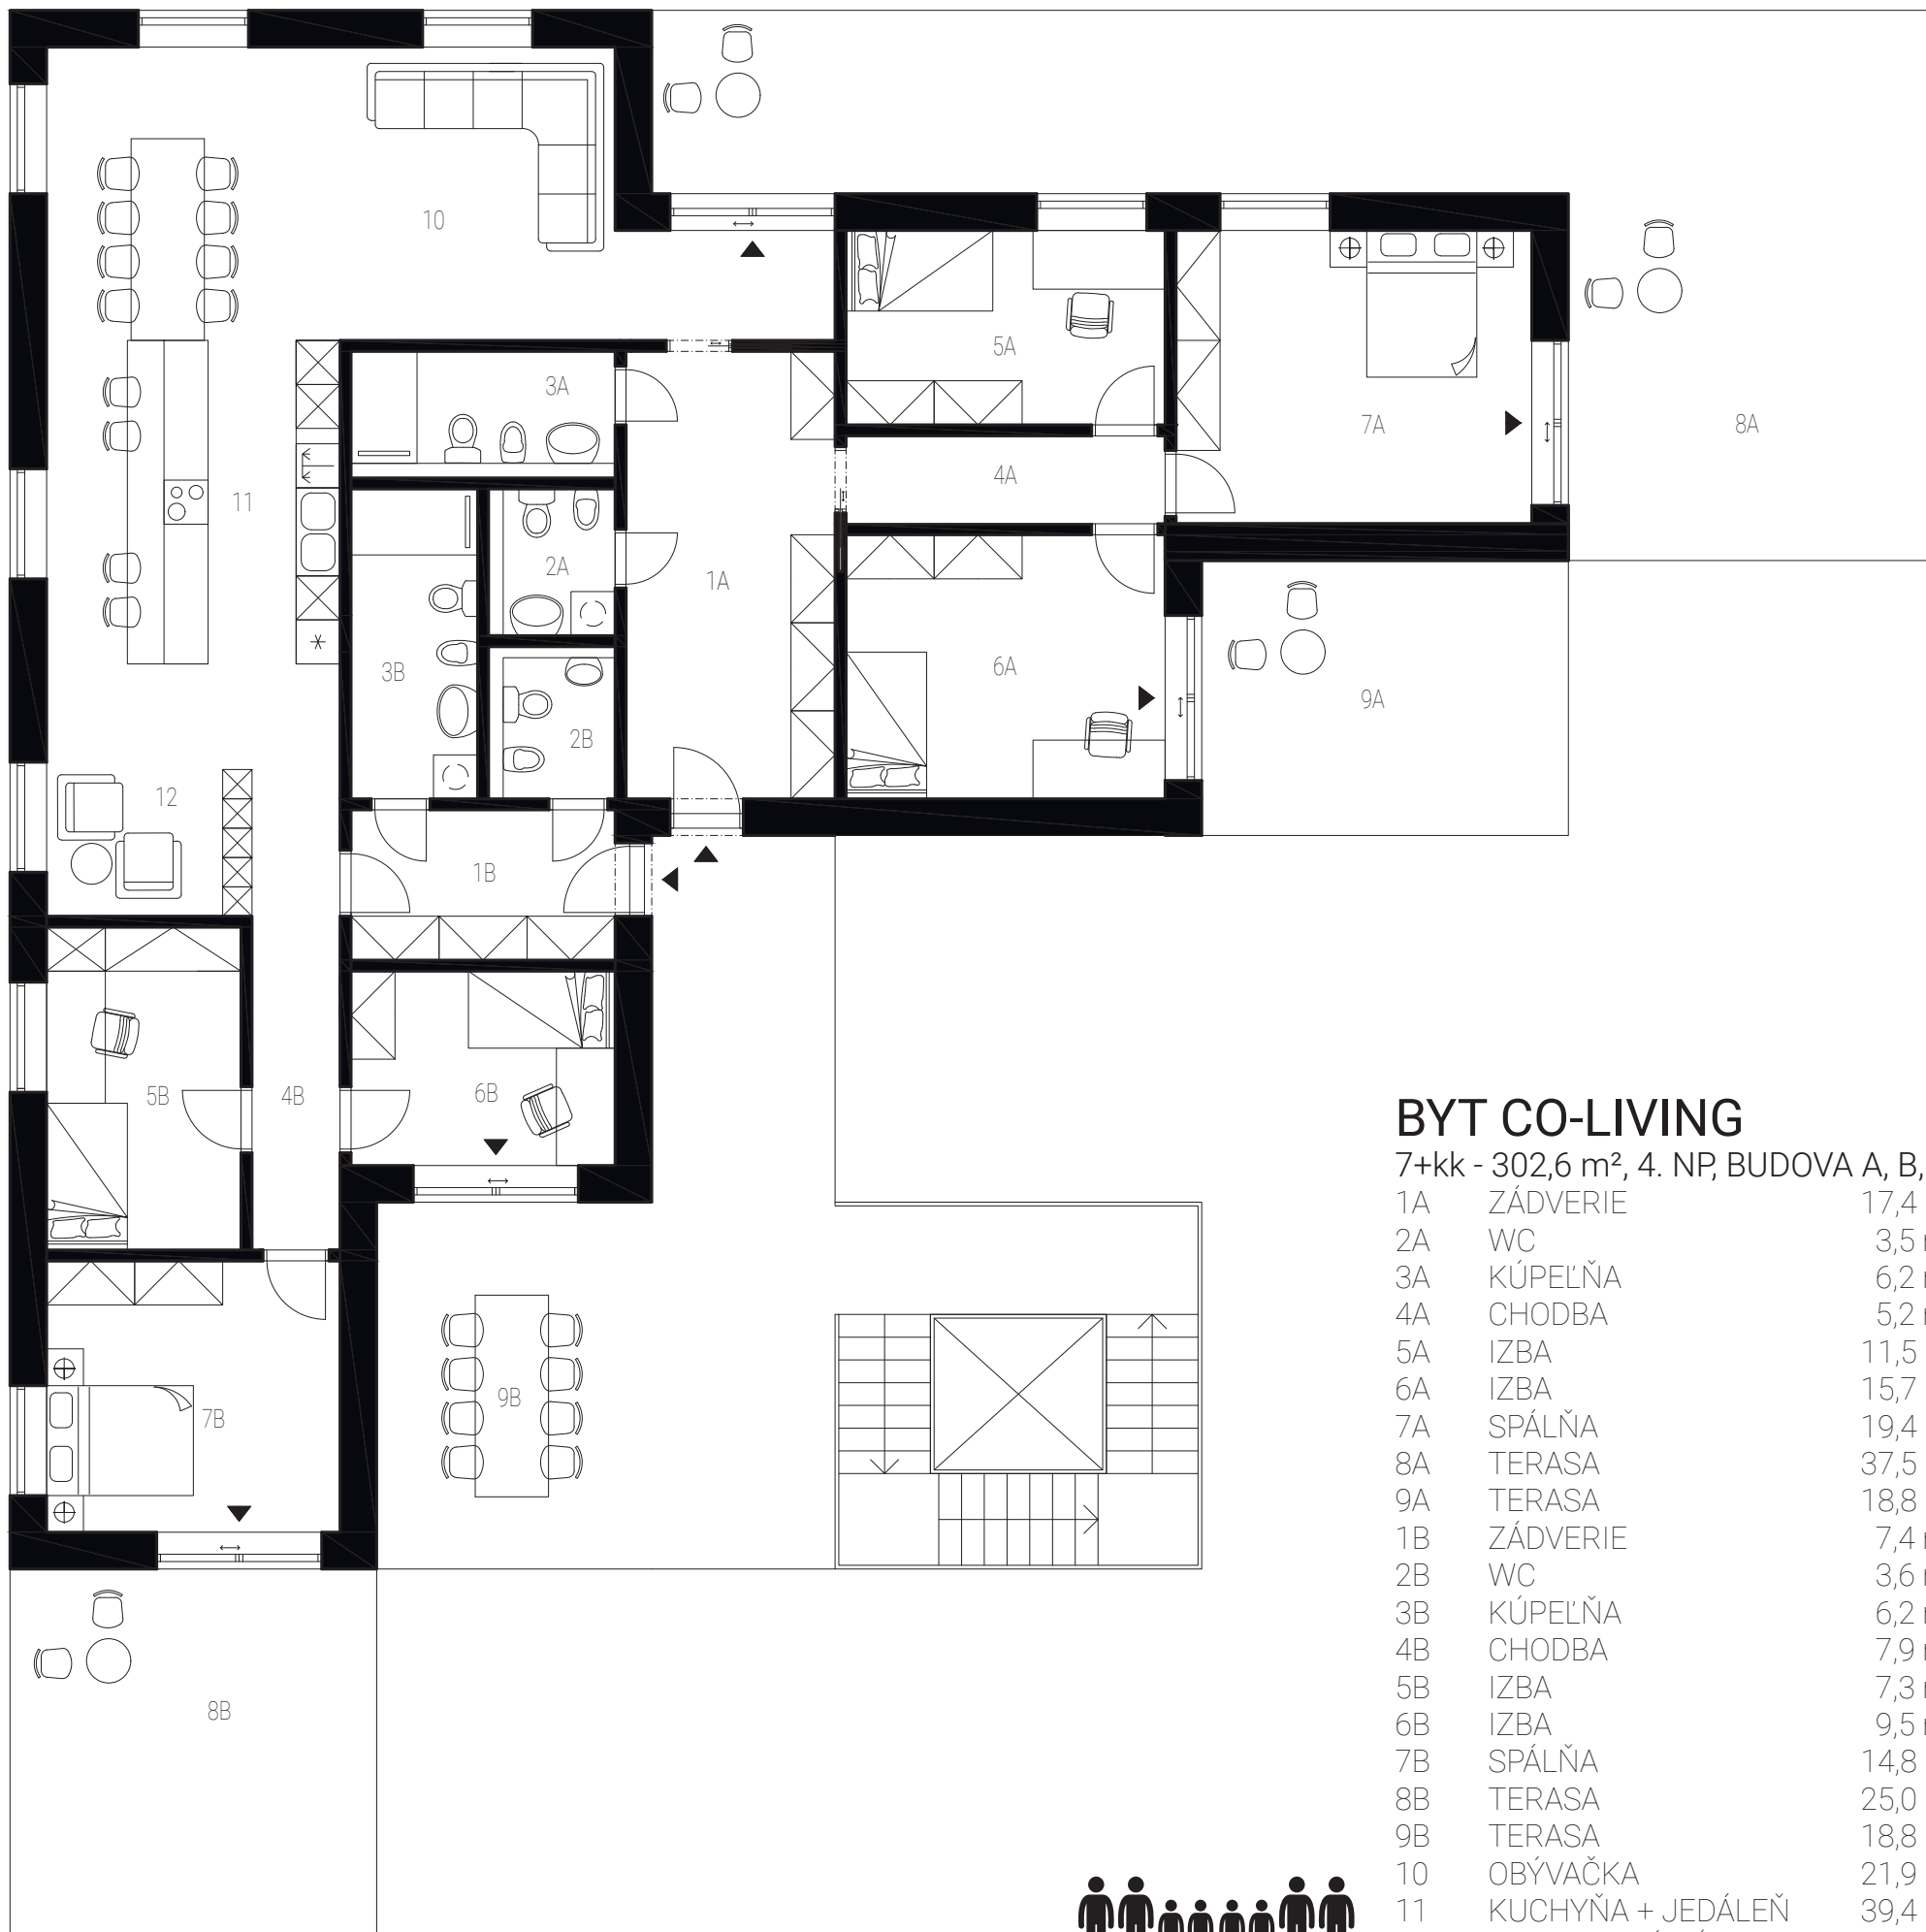 10
5A
3A
7A
8A
4A
11
2A
1A
6A
3B
9A
2B
12
1B
5B
4B
6B
9B
7B
8B
BYT CO-LIVING
7+kk - 302,6 m², 4. NP, BUDOVA A, B,
1A ZÁDVERIE 17,4
2A WC 3,5
3A KÚPEĽŇA 6,2
4A CHODBA 5,2
5A IZBA 11,5
6A IZBA 15,7
7A SPÁLŇA 19,4
8A TERASA 37,5
9A TERASA 18,8
1B ZÁDVERIE 7,4
2B WC 3,6
3B KÚPEĽŇA 6,2
4B CHODBA 7,9
5B IZBA 7,3
6B IZBA 9,5
7B SPÁLŇA 14,8
8B TERASA 25,0
9B TERASA 18,8
10 OBÝVAČKA 21,9
11 KUCHYŇA + JEDÁLEŇ 39,4